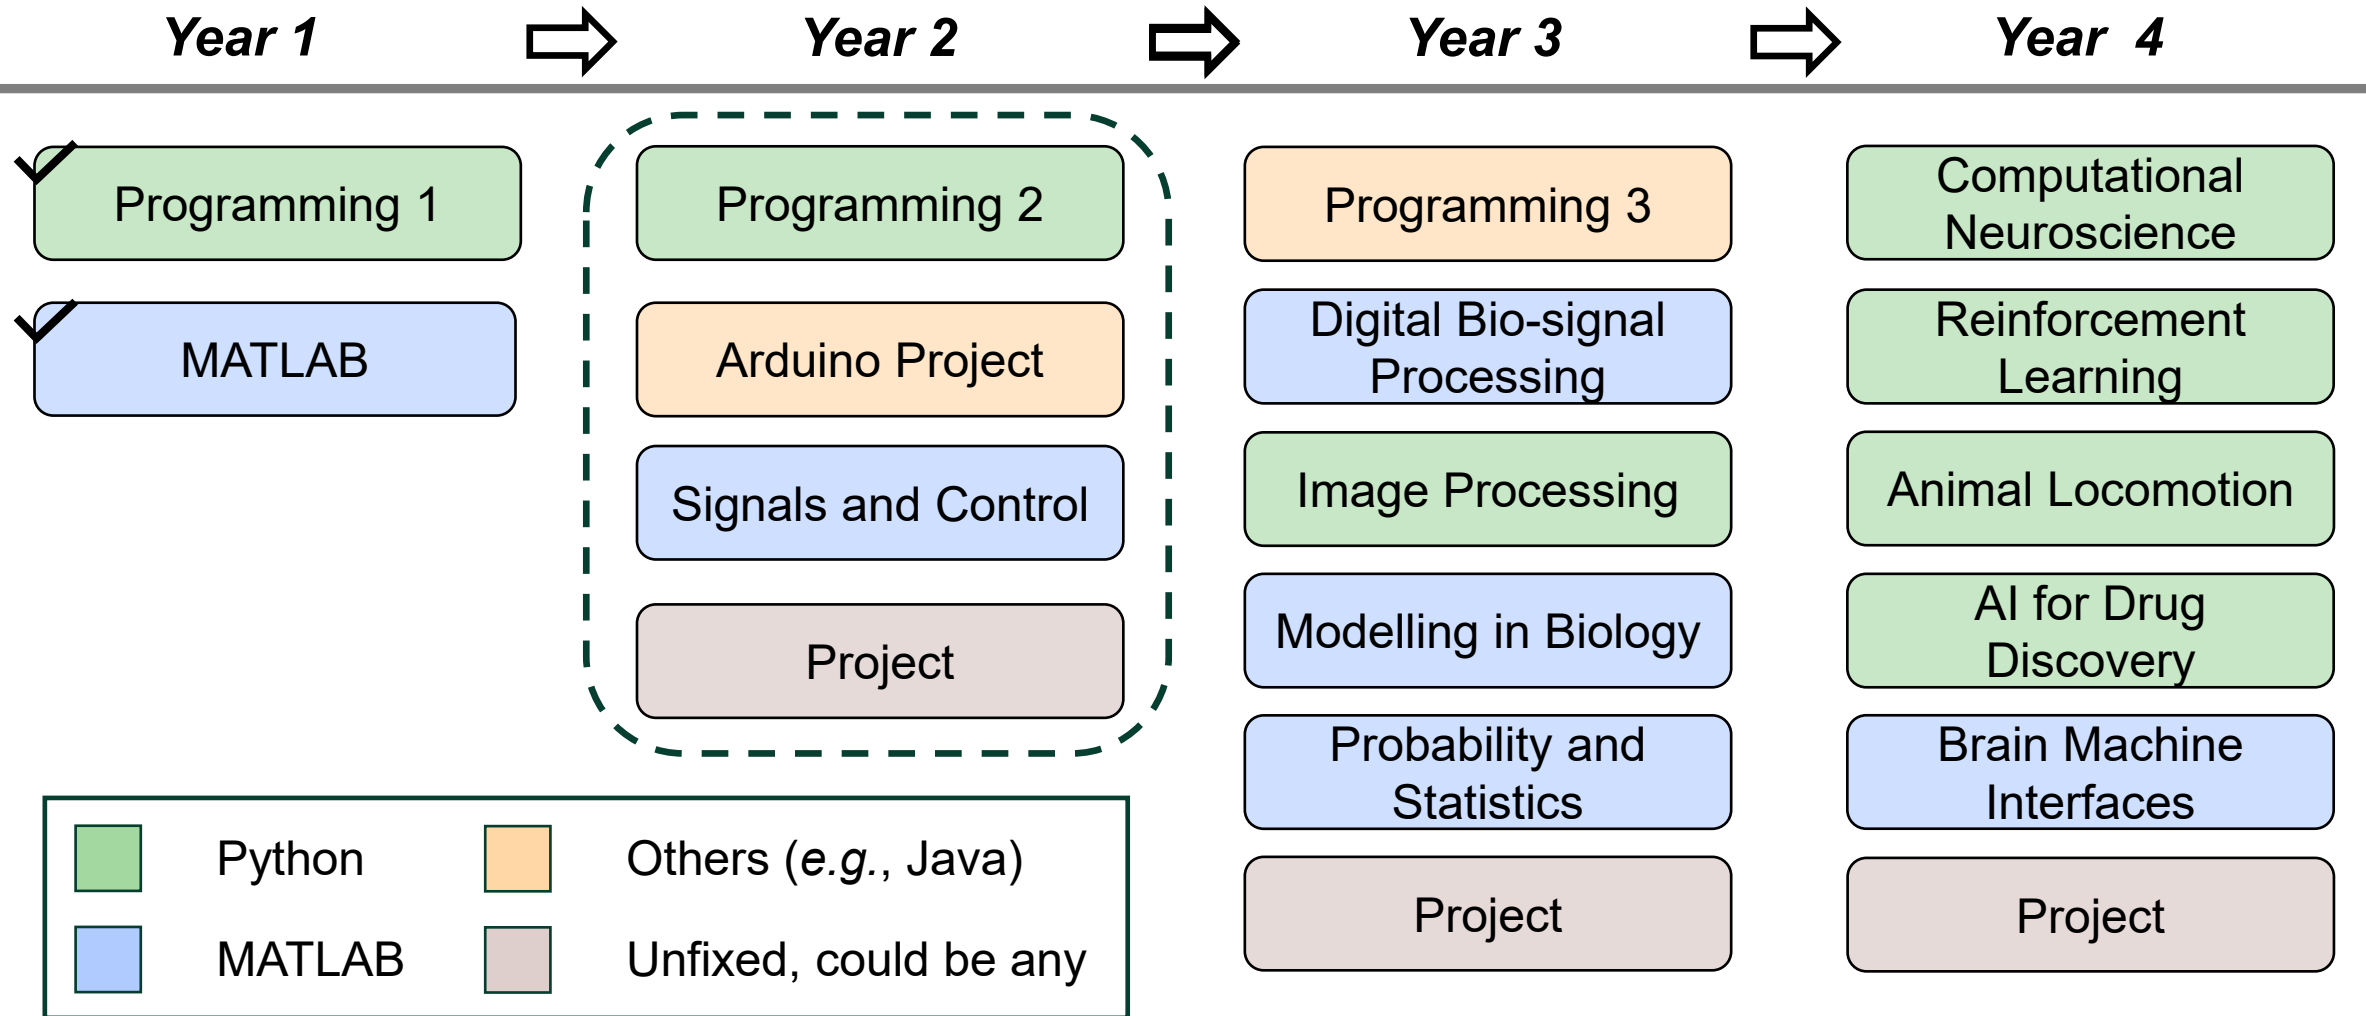 Year 1
Year 2
Year 3
Year 4
Programming 1
MATLAB
Programming 2
Arduino Project
Signals and Control
Project
Programming 3
Digital Bio-signal
Processing
Image Processing
Modelling in Biology
Probability and
Statistics
Project
Computational
Neuroscience
Reinforcement
Learning
Animal Locomotion
AI for Drug
Discovery
Brain Machine
Interfaces
Project
Python
Others (e.g., Java)
MATLAB
Unfixed, could be any